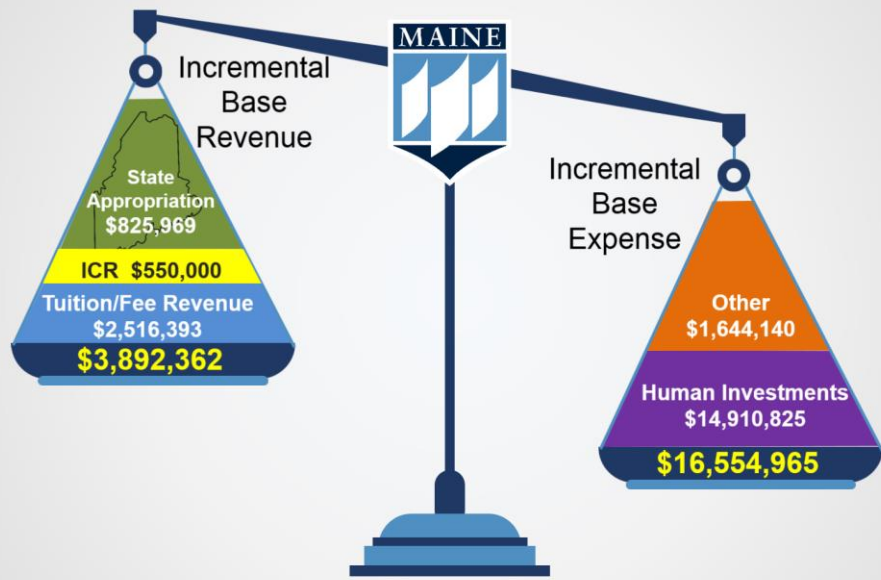 MAINE
Incremental
Base
Revenue
State
Appropriation
$825,969
ICR $550,000
Tuition/Fee Revenue
$2,516,393
$3,892,362
Incremental
Base
Expense
Other
$1,644,140
Human Investments
$14,910,825
$16,554,965